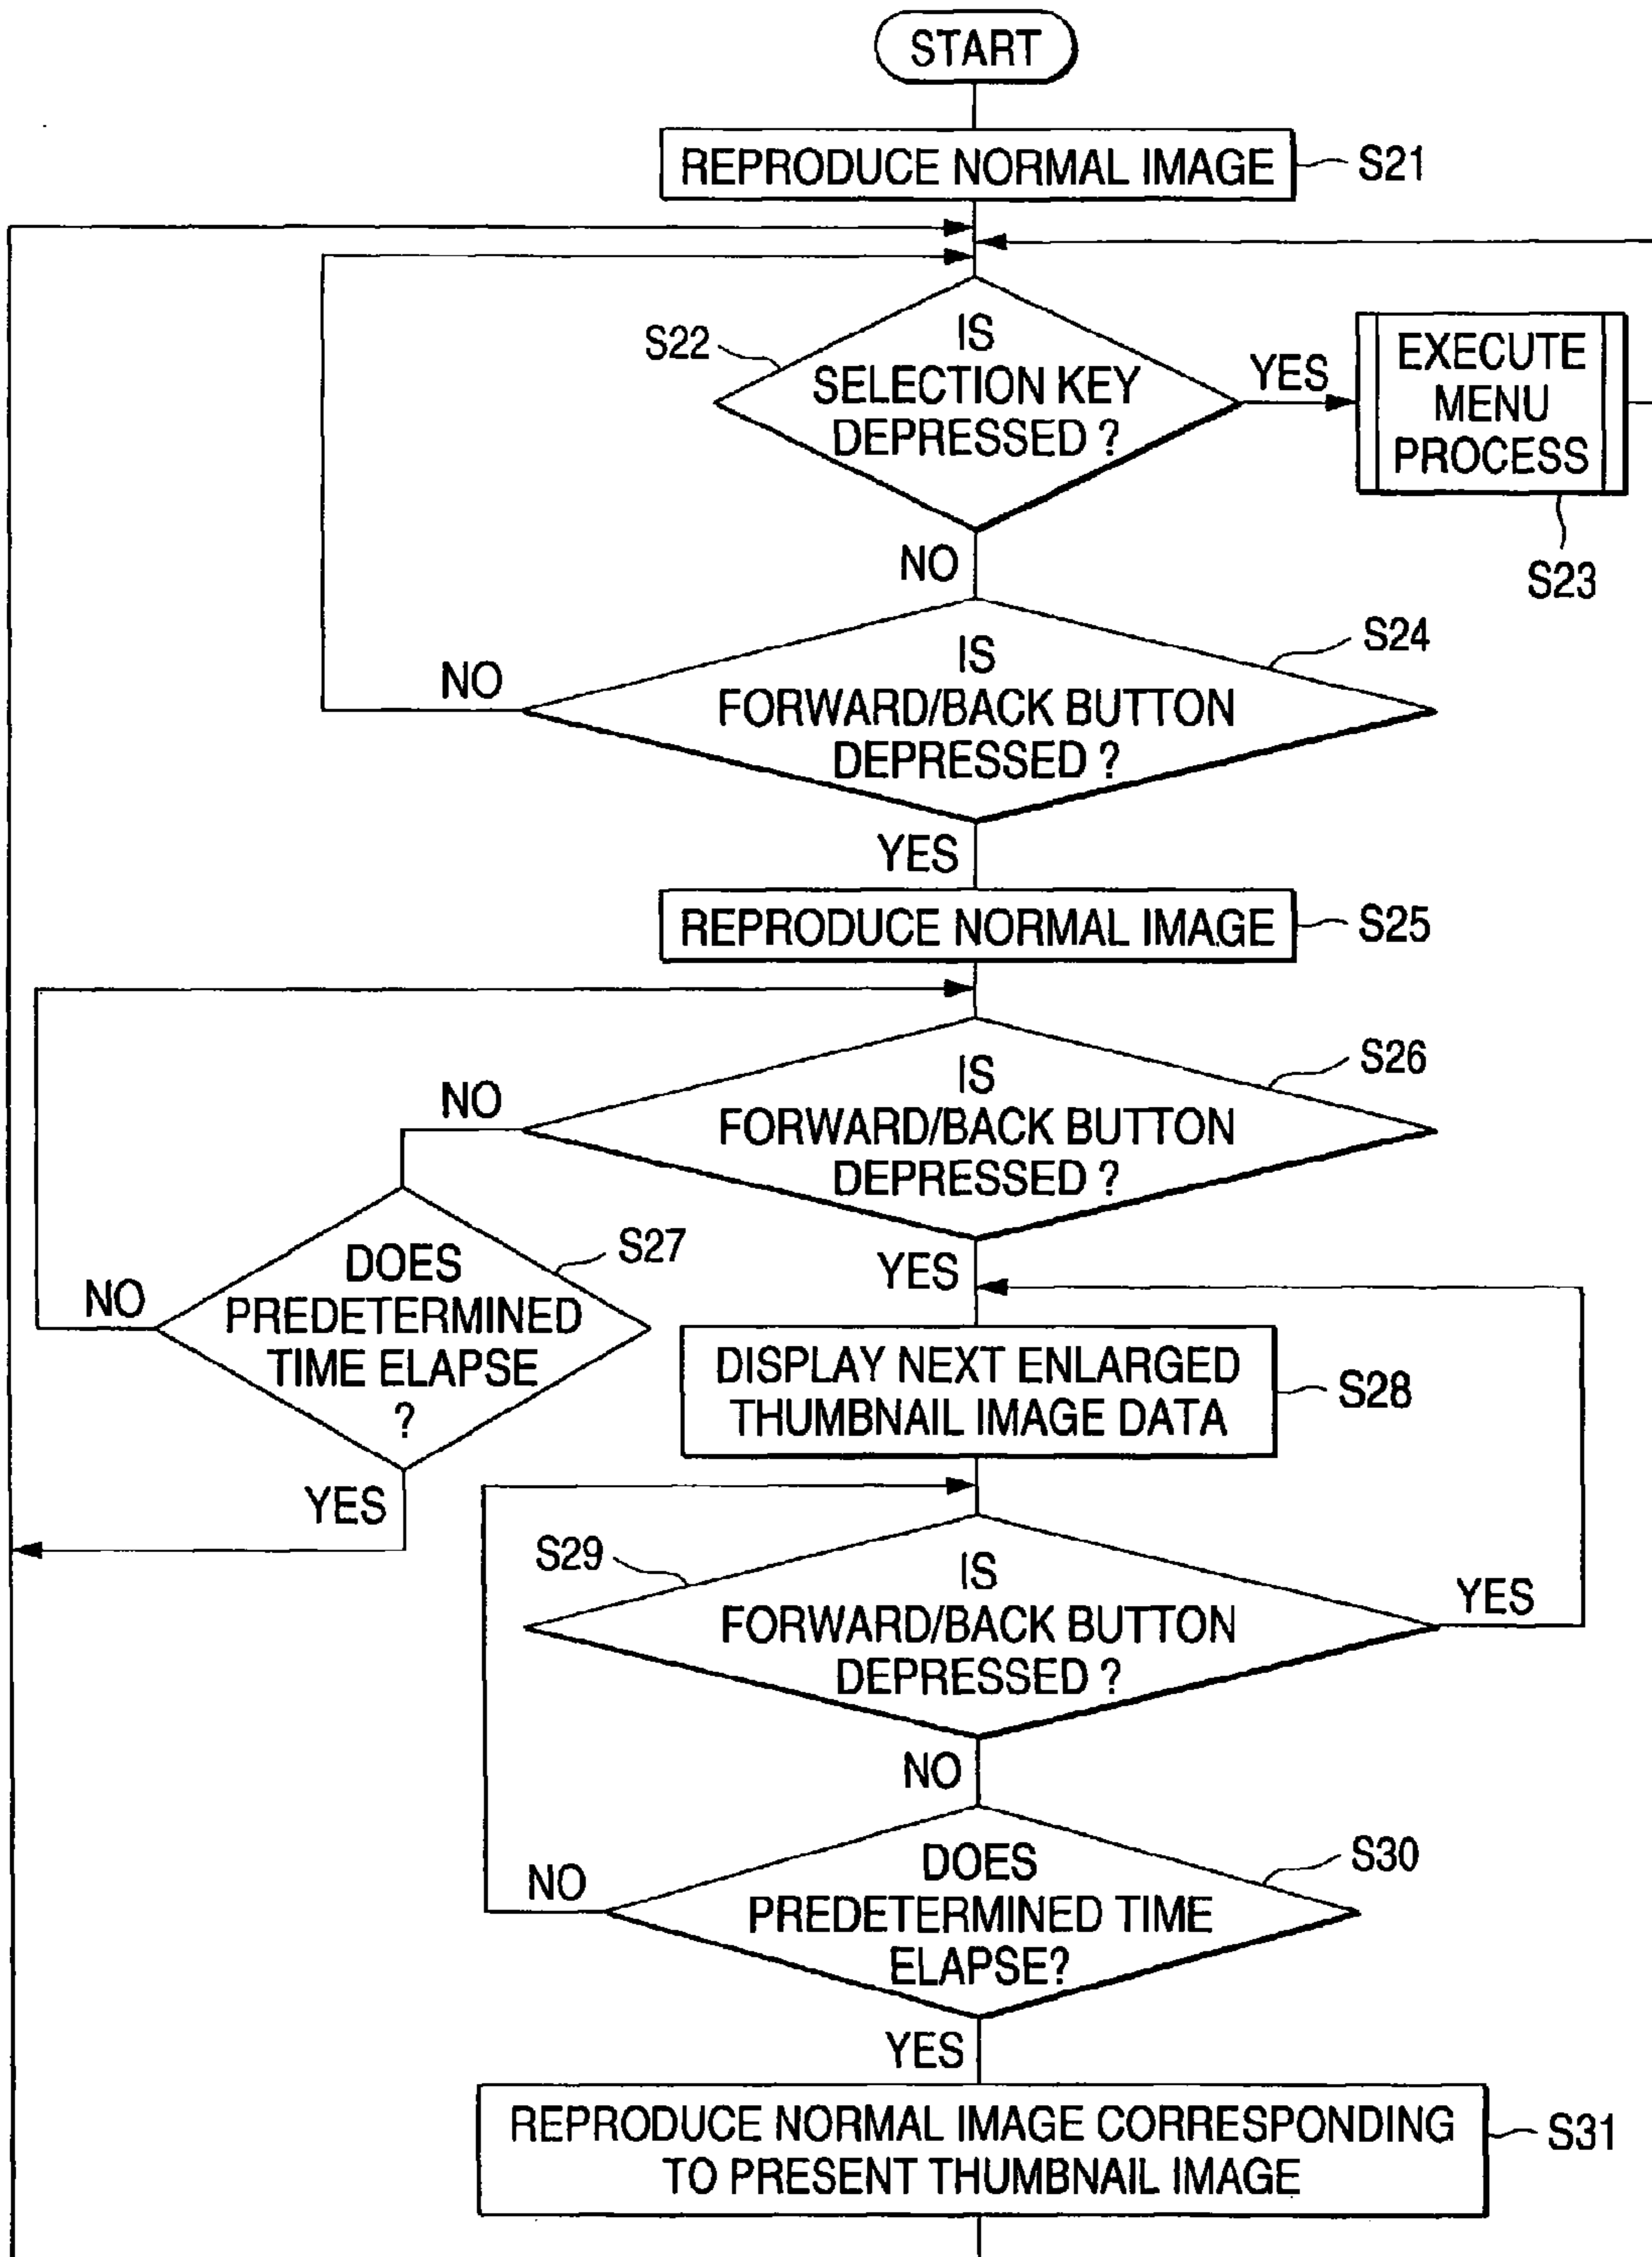 START
REPRODUCE NORMAL IMAGE
S21
S22
IS
SELECTION KEY
DEPRESSED ?
YES
EXECUTE
MENU
PROCESS
S23
NO
S24
IS
FORWARD/BACK BUTTON
DEPRESSED ?
NO
YES
REPRODUCE NORMAL IMAGE
S25
S26
IS
FORWARD/BACK BUTTON
DEPRESSED ?
NO
S27
DOES
PREDETERMINED
TIME ELAPSE
?
NO
YES
YES
DISPLAY NEXT ENLARGED
THUMBNAIL IMAGE DATA
S28
S29
IS
FORWARD/BACK BUTTON
DEPRESSED ?
YES
NO
S30
DOES
PREDETERMINED TIME
ELAPSE?
NO
YES
REPRODUCE NORMAL IMAGE CORRESPONDING
TO PRESENT THUMBNAIL IMAGE
S31